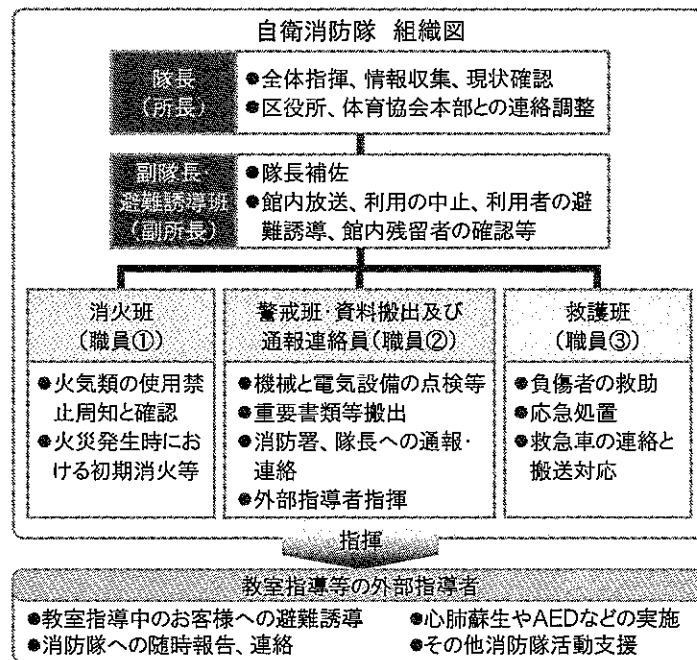 自衛消防隊 組織図
隊長
(所長)
●全体指揮、情報収集、現状確認
●区役所、体育協会本部との連絡調整
副隊長・
避難誘導班
(副所長)
●隊長補佐
●館内放送、利用の中止、利用者の避
難誘導、館内残留者の確認等
消火班
(職員①)
●火気類の使用禁
止周知と確認
●火災発生時にお
ける初期消火等
警戒班・資料搬出及び
通報連絡員(職員②)
●機械と電気設備の点検等
●重要書類等搬出
●消防署、隊長への通報・
連絡
●外部指導者指揮
救護班
(職員③)
●負傷者の救助
●応急処置
●救急車の連絡と
搬送対応
指揮
教室指導等の外部指導者
●教室指導中のお客様への避難誘導
●消防隊への随時報告、連絡
●心肺蘇生やAEDなどの実施
●その他消防隊活動支援